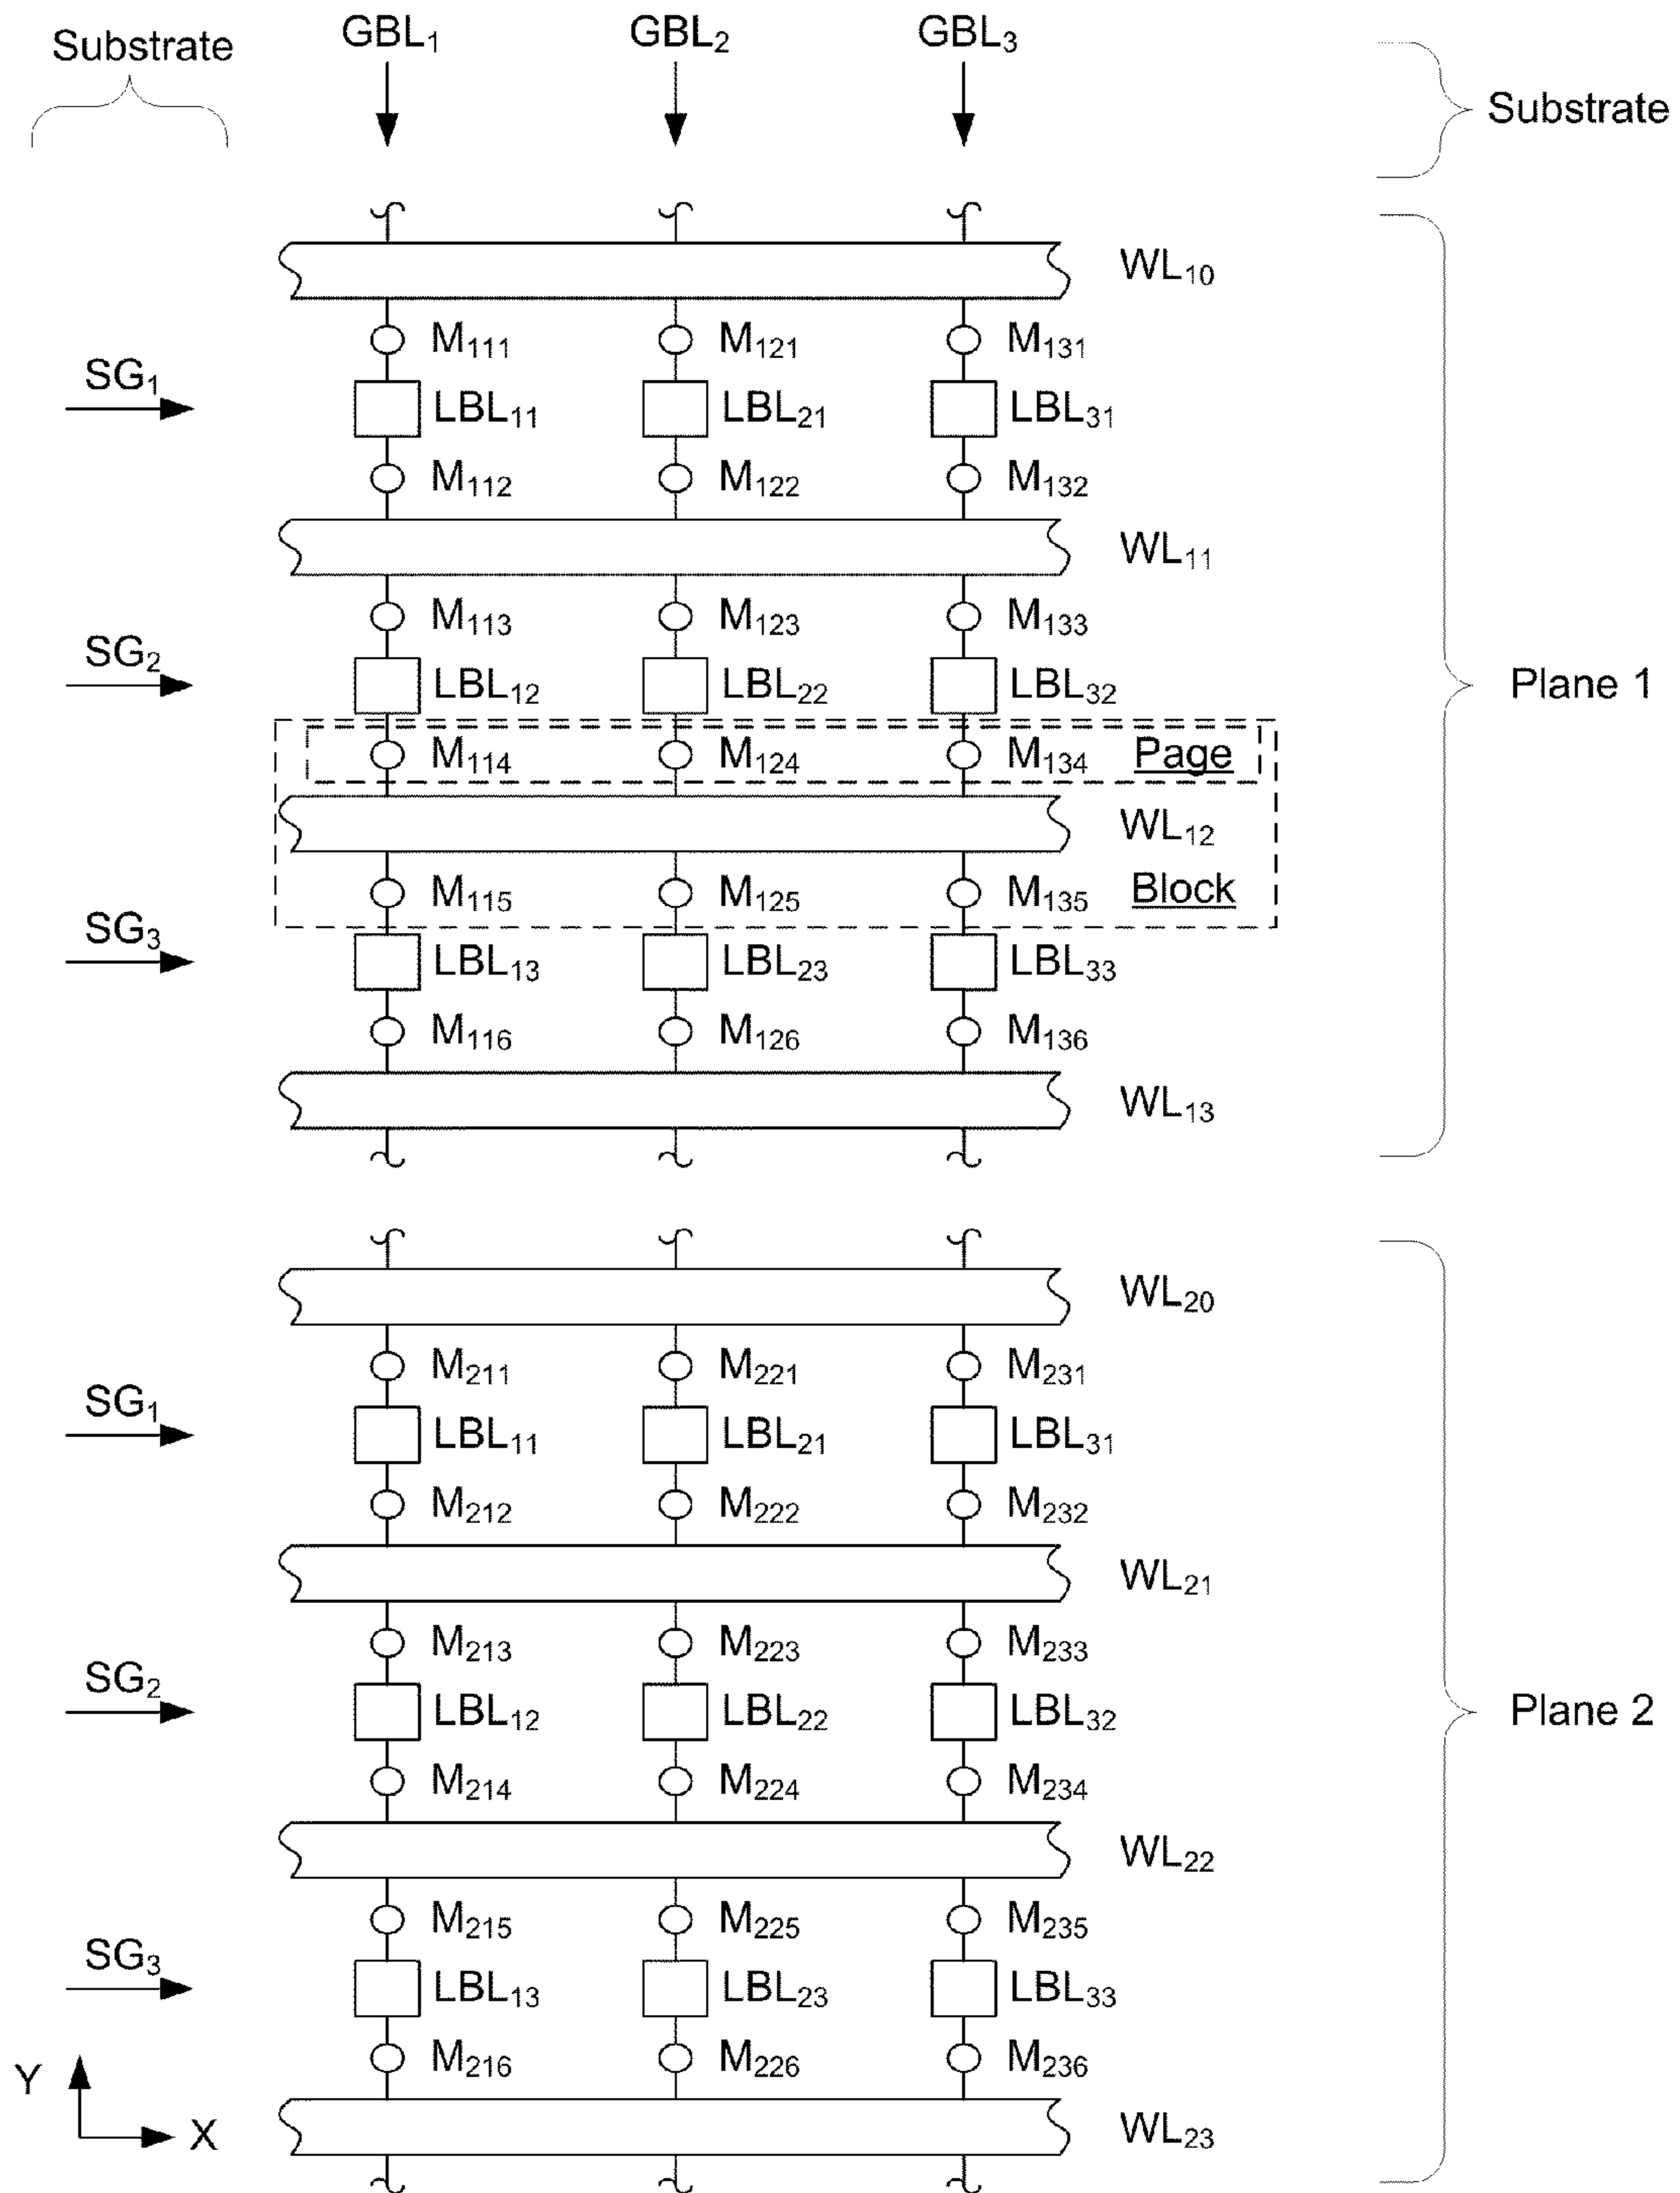 Substrate GBL₁ GBL₂ GBL₃
Substrate
WL₁₀
M₁₁₁ M₁₂₁ M₁₃₁
SG₁ LBL₁₁ LBL₂₁ LBL₃₁
M₁₁₂ M₁₂₂ M₁₃₂
WL₁₁
M₁₁₃ M₁₂₃ M₁₃₃
SG₂ LBL₁₂ LBL₂₂ LBL₃₂ Plane 1
M₁₁₄ M₁₂₄ M₁₃₄ Page
WL₁₂
M₁₁₅ M₁₂₅ M₁₃₅ Block
SG₃ LBL₁₃ LBL₂₃ LBL₃₃
M₁₁₆ M₁₂₆ M₁₃₆
WL₁₃
WL₂₀
M₂₁₁ M₂₂₁ M₂₃₁
SG₁ LBL₁₁ LBL₂₁ LBL₃₁
M₂₁₂ M₂₂₂ M₂₃₂
WL₂₁
M₂₁₃ M₂₂₃ M₂₃₃
SG₂ LBL₁₂ LBL₂₂ LBL₃₂ Plane 2
M₂₁₄ M₂₂₄ M₂₃₄
WL₂₂
M₂₁₅ M₂₂₅ M₂₃₅
SG₃ LBL₁₃ LBL₂₃ LBL₃₃
M₂₁₆ M₂₂₆ M₂₃₆
Y
X WL₂₃